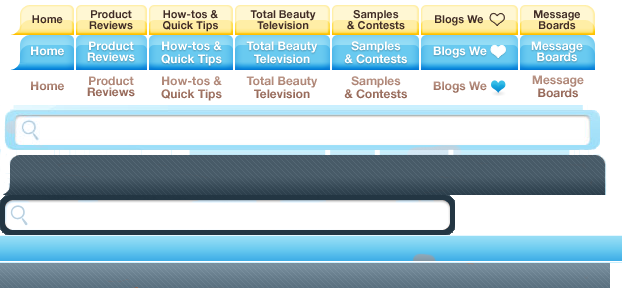 Home
Product
Reviews
How-tos &
Quick Tips
Total Beauty
Television
Samples
& Contests
Blogs We
Message
Boards
Home
Product
Reviews
How-tos &
Quick Tips
Total Beauty
Television
Samples
& Contests
Blogs We
Message
Boards
Home
Product
Reviews
How-tos &
Quick Tips
Total Beauty
Television
Samples
& Contests
Blogs We
Message
Boards